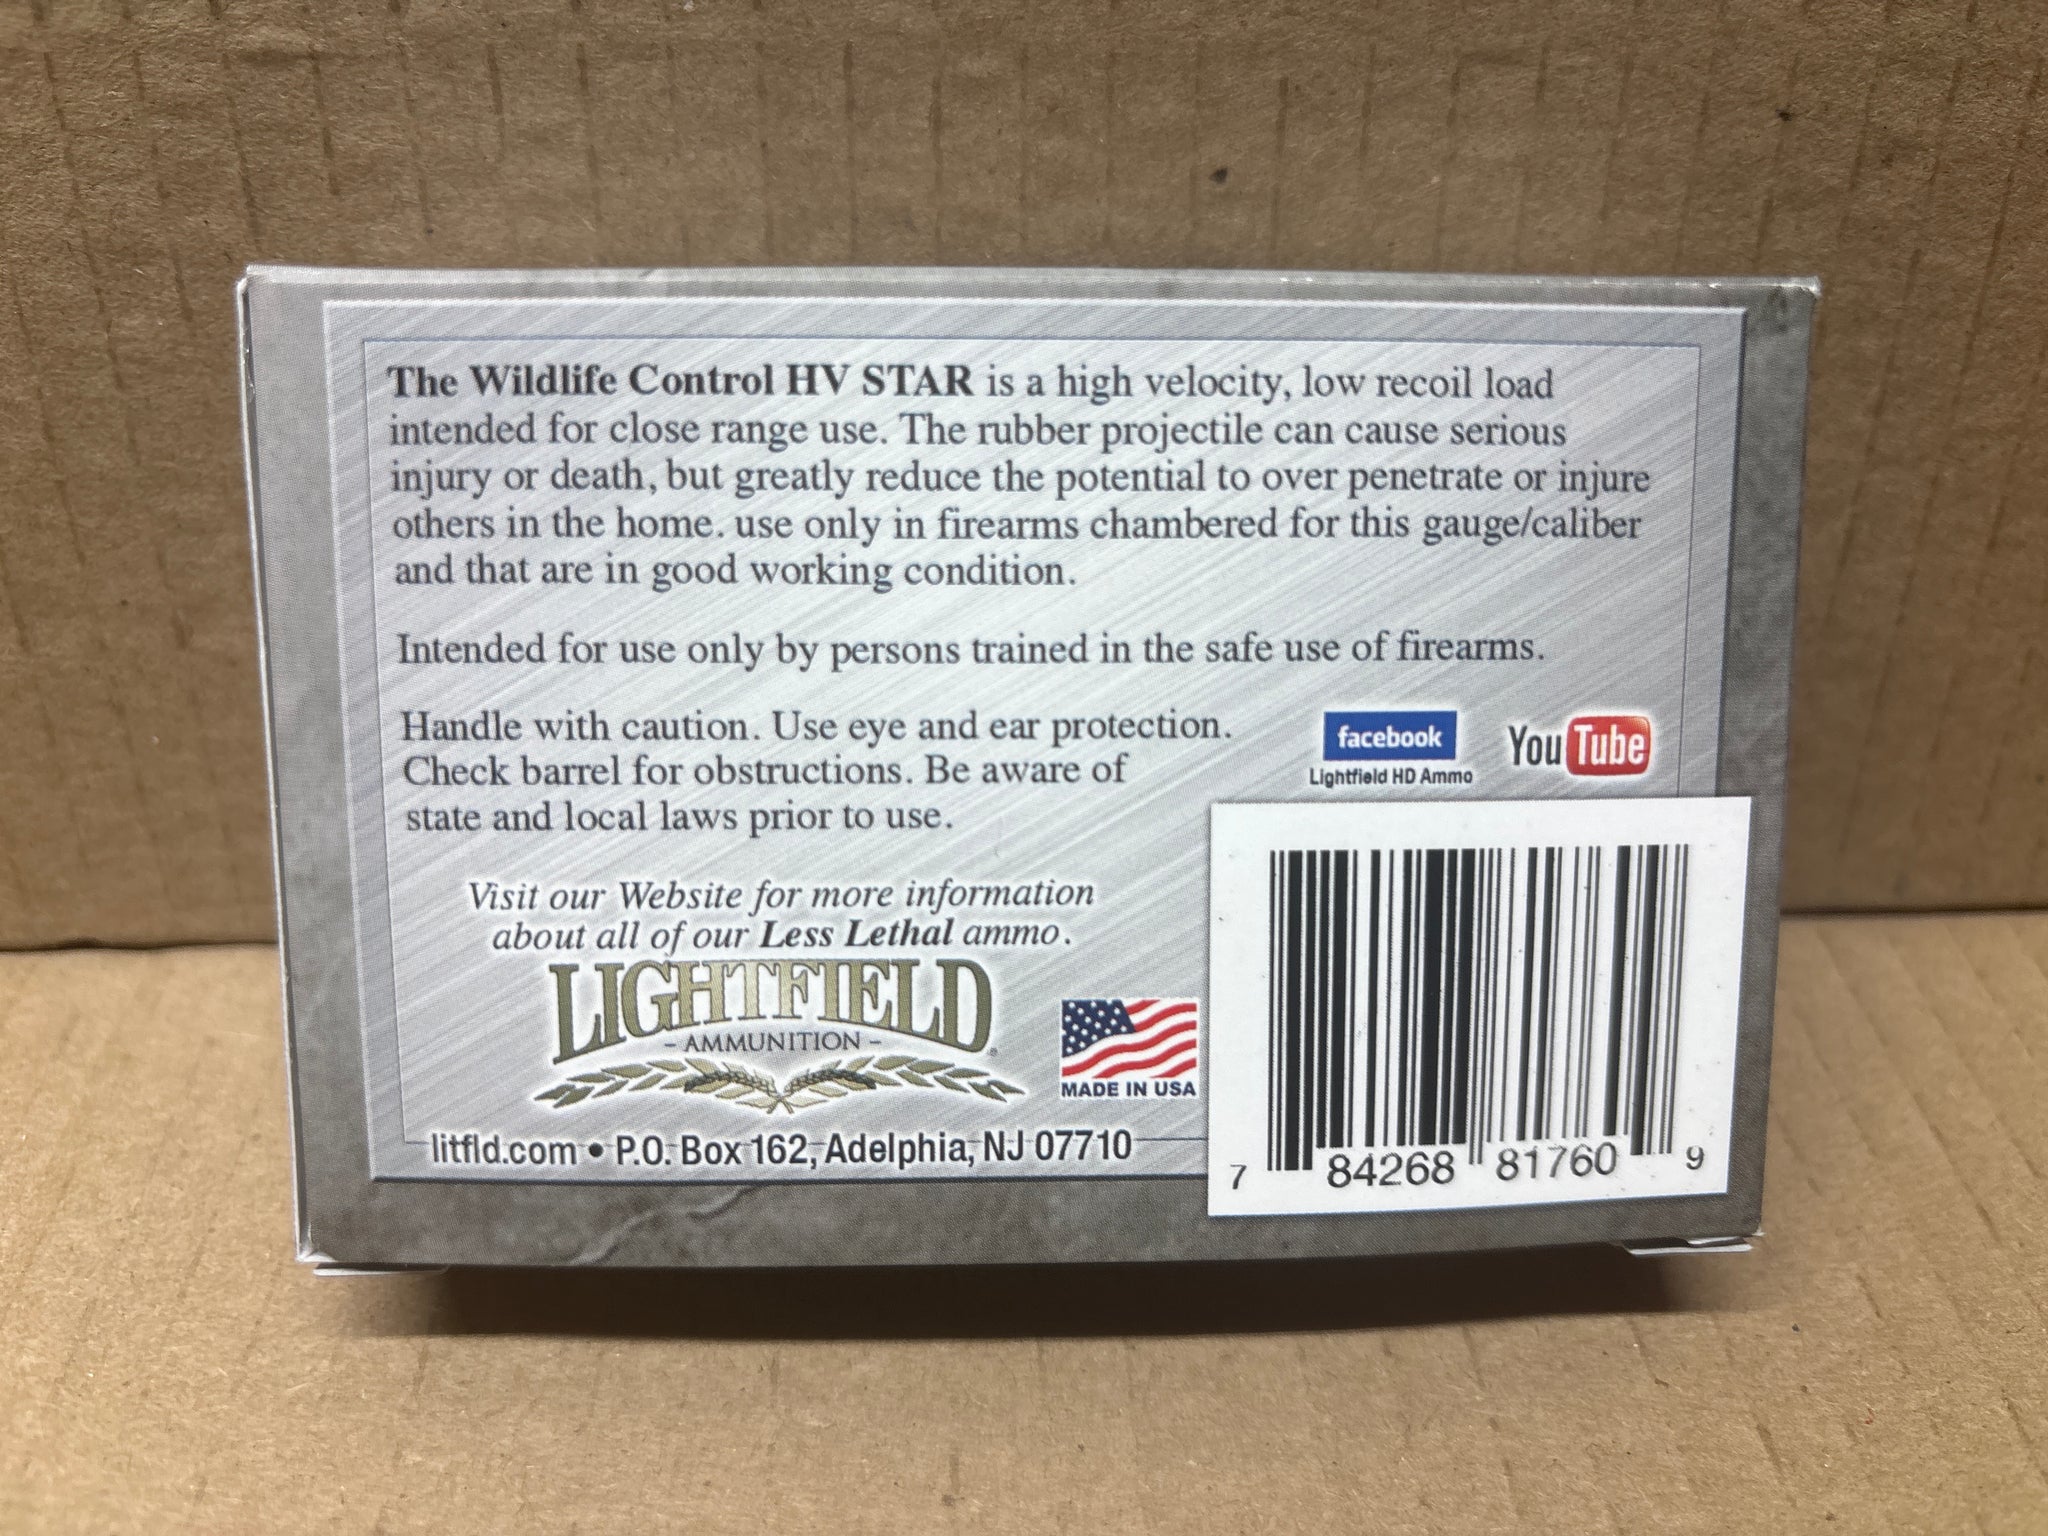 The Wildlife Control HV STAR is a high velocity, low recoil load
intended for close range use. The rubber projectile can cause serious
injury or death, but greatly reduce the potential to over penetrate or injure
others in the home. use only in firearms chambered for this gauge/caliber
and that are in good working condition.
Intended for use only by persons trained in the safe use of firearms.
Handle with caution. Use eye and ear protection.
Check barrel for obstructions. Be aware of
state and local laws prior to use.
facebook
Lightfield HD Ammo
YouTube
Visit our Website for more information
about all of our Less Lethal ammo.
LIGHTFIELD
- AMMUNITION -
MADE IN USA
litfld.com • P.O. Box 162, Adelphia, NJ 07710
7 84268 81760 9